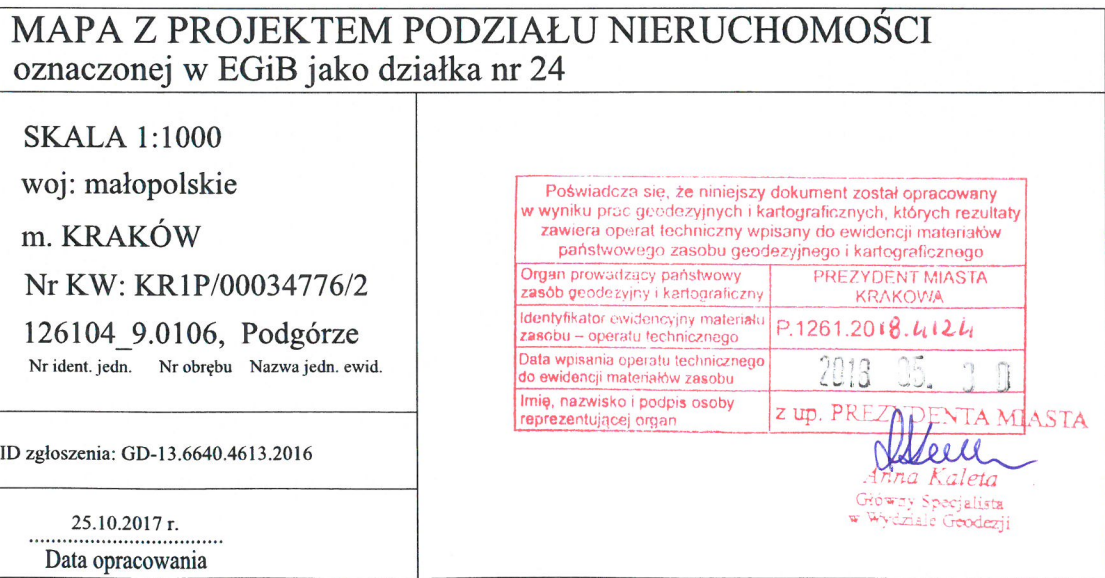 MAPA Z PROJEKTEM PODZIAŁU NIERUCHOMOŚCI
oznaczonej w EGiB jako działka nr 24
SKALA 1:1000
woj: małopolskie
m. KRAKÓW
Nr KW: KR1P/00034776/2
126104_9.0106, Podgórze
Nr ident. jedn. Nr obrębu Nazwa jedn. ewid.
ID zgłoszenia: GD-13.6640.4613.2016
25.10.2017 r.
Data opracowania
Poświadcza się, że niniejszy dokument został opracowany
w wyniku prac geodezyjnych i kartograficznych, których rezultaty
zawiera operat techniczny wpisany do ewidencji materiałów
państwowego zasobu geodezyjnego i kartograficznego
Organ prowadzący państwowy
zasób geodezyjny i kartograficzny
PREZYDENT MIASTA
KRAKOWA
Identyfikator ewidencyjny materiału
zasobu – operatu technicznego
P.1261.2018.4124
Data wpisania operatu technicznego
do ewidencji materiałów zasobu
2018 05. 30
Imię, nazwisko i podpis osoby
reprezentującej organ
z up. PREZYDENTA MIASTA
Anna Kaleta
Główny Specjalista
w Wydziale Geodezji